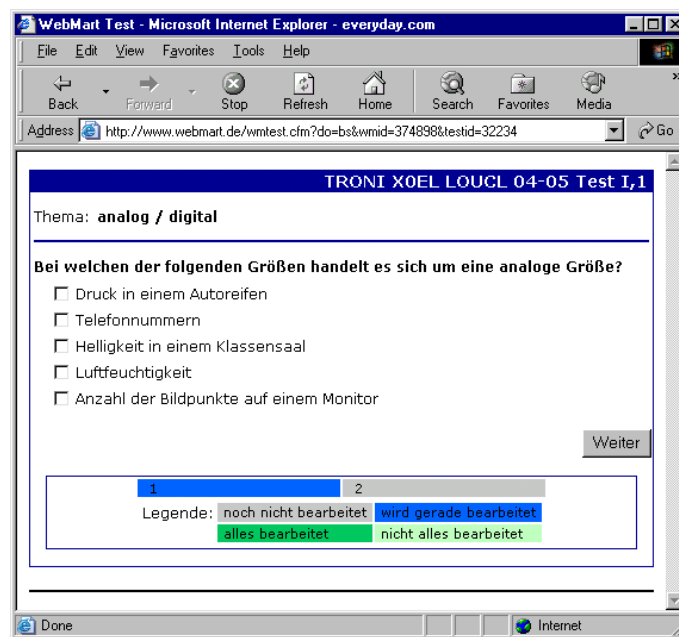 WebMart Test - Microsoft Internet Explorer - everyday.com
File Edit View Favorites Tools Help
Back Forward Stop Refresh Home Search Favorites Media »
Address http://www.webmart.de/wmtest.cfm?do=bs&wmid=374898&testid=32234 Go
TRONI X0EL LOUCL 04-05 Test I,1
Thema: analog / digital
Bei welchen der folgenden Größen handelt es sich um eine analoge Größe?
Druck in einem Autoreifen
Telefonnummern
Helligkeit in einem Klassensaal
Luftfeuchtigkeit
Anzahl der Bildpunkte auf einem Monitor
Weiter
1 2
Legende: noch nicht bearbeitet wird gerade bearbeitet
alles bearbeitet nicht alles bearbeitet
Done Internet